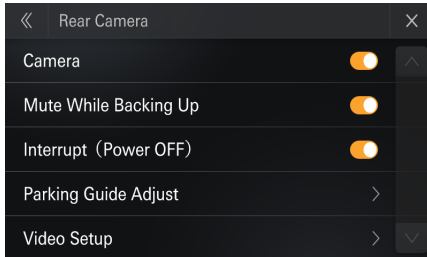 Rear Camera
Camera
Mute While Backing Up
Interrupt（Power OFF）
Parking Guide Adjust
Video Setup